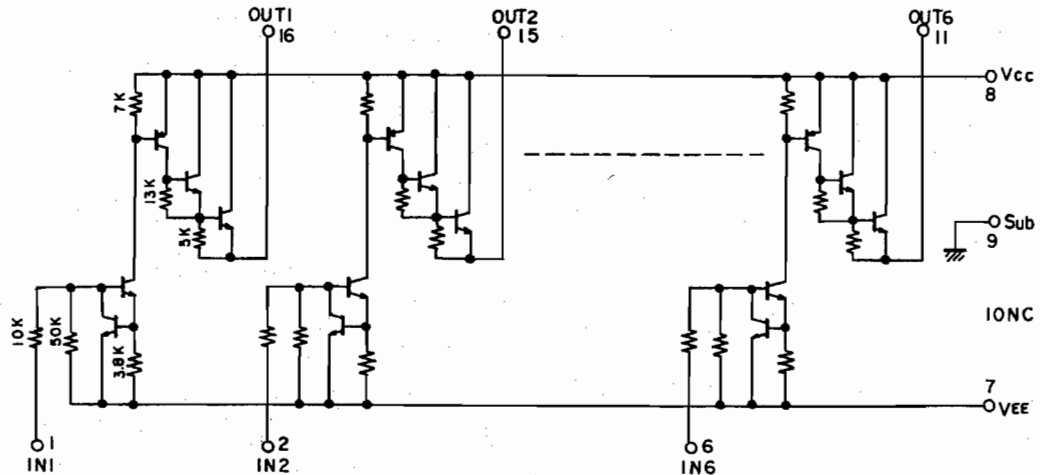 OUT1
16
OUT2
15
OUT6
11
Vcc
8
7K
13K
5K
Sub
9
10K
50K
3.8K
10NC
7
VEE
1
IN1
2
IN2
6
IN6